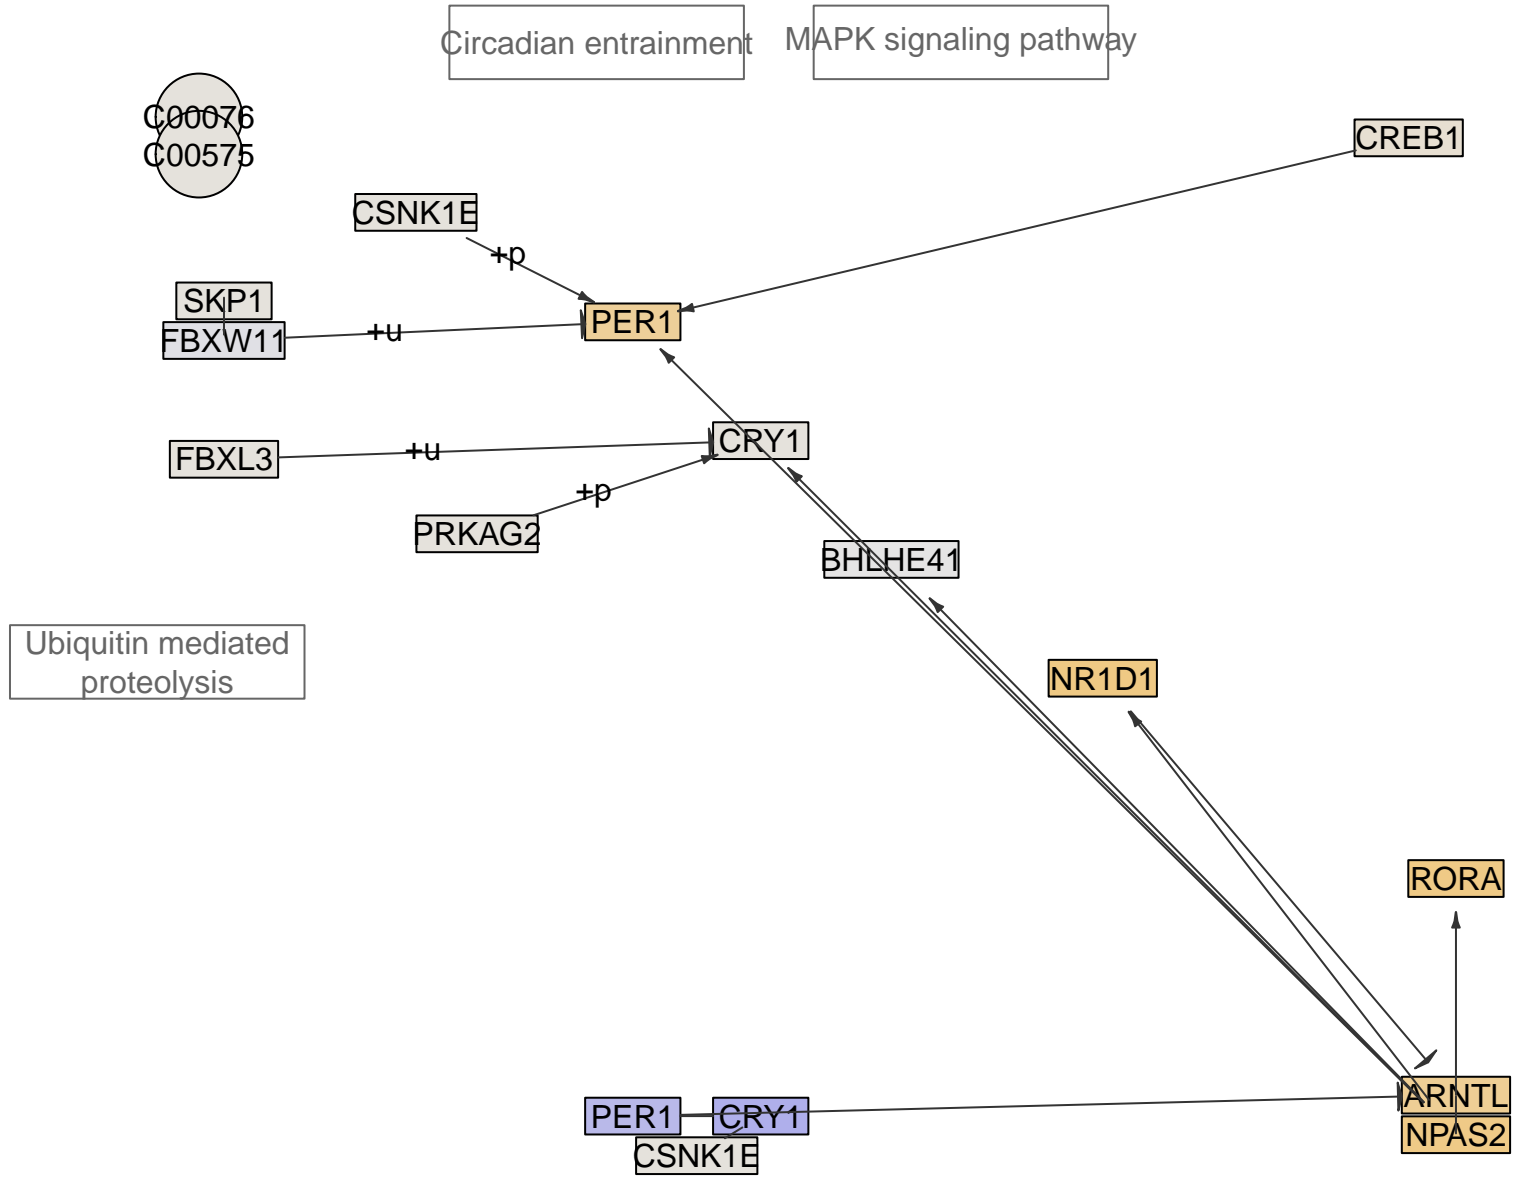 Circadian entrainment
MAPK signaling pathway
C00076
C00575
CREB1
CSNK1E
+p
SKP1
FBXW11
+u
PER1
FBXL3
+u
CRY1
PRKAG2
+p
BHLHE41
Ubiquitin mediated
proteolysis
NR1D1
RORA
PER1
CRY1
CSNK1E
ARNTL
NPAS2